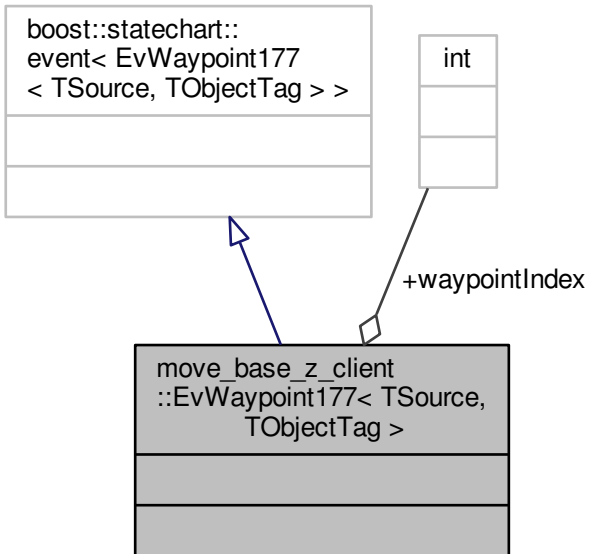 boost::statechart::
event< EvWaypoint177
< TSource, TObjectTag > >
int
+waypointIndex
move_base_z_client
::EvWaypoint177< TSource,
TObjectTag >